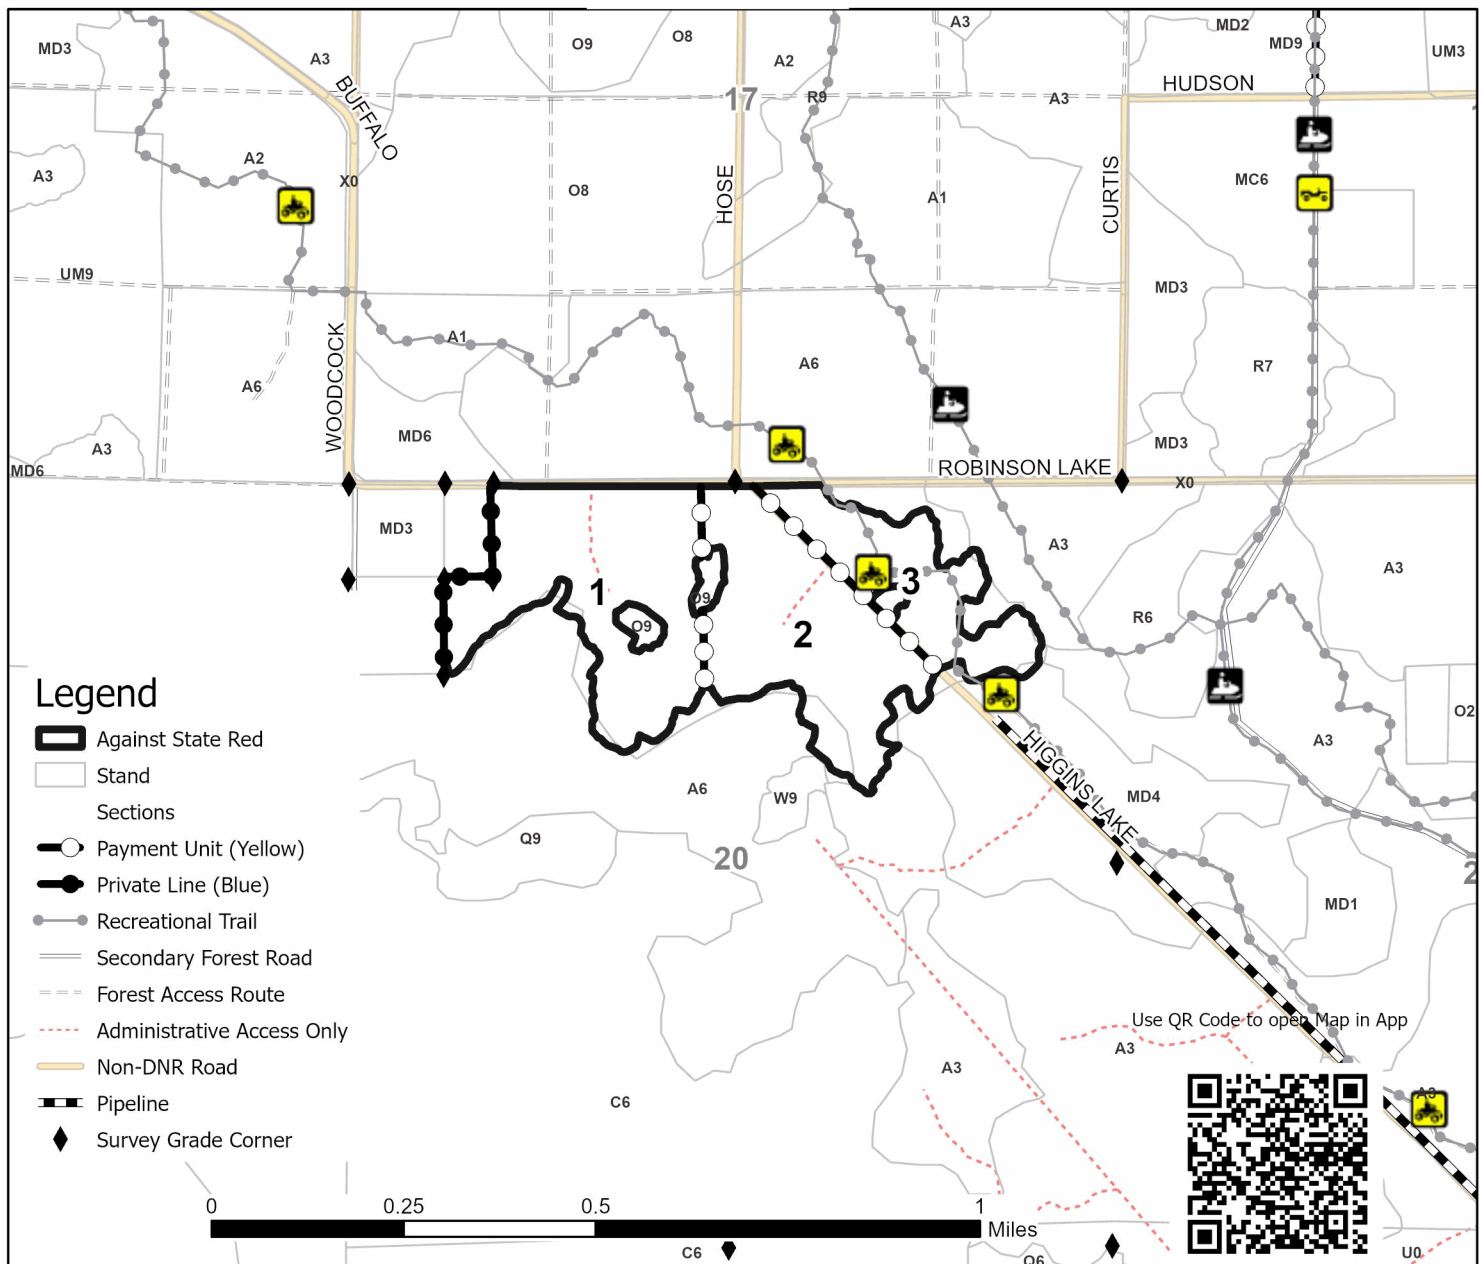 MD3
A3
O9
O8
A2
A3
MD2
MD9
UM3
BUFFALO
17
R9
A3
HUDSON
A3
A2
X0
O8
HOSE
A1
CURTIS
MC6
UM9
MD3
WOODCOCK
A1
A6
A6
R7
MD6
A3
MD6
MD3
ROBINSON LAKE
X0
MD3
A3
A3
1
O9
O9
2
3
R6
Legend
Against State Red
Stand
Sections
Payment Unit (Yellow)
Private Line (Blue)
Recreational Trail
Secondary Forest Road
Forest Access Route
Administrative Access Only
Non-DNR Road
Pipeline
Survey Grade Corner
O2
A3
HIGGINS LAKE
A6
W9
MD4
Q9
20
2
MD1
Use QR Code to open Map in App
A3
A3
C6
A3
0 0.25 0.5 1
Miles
C6
Q6
U0